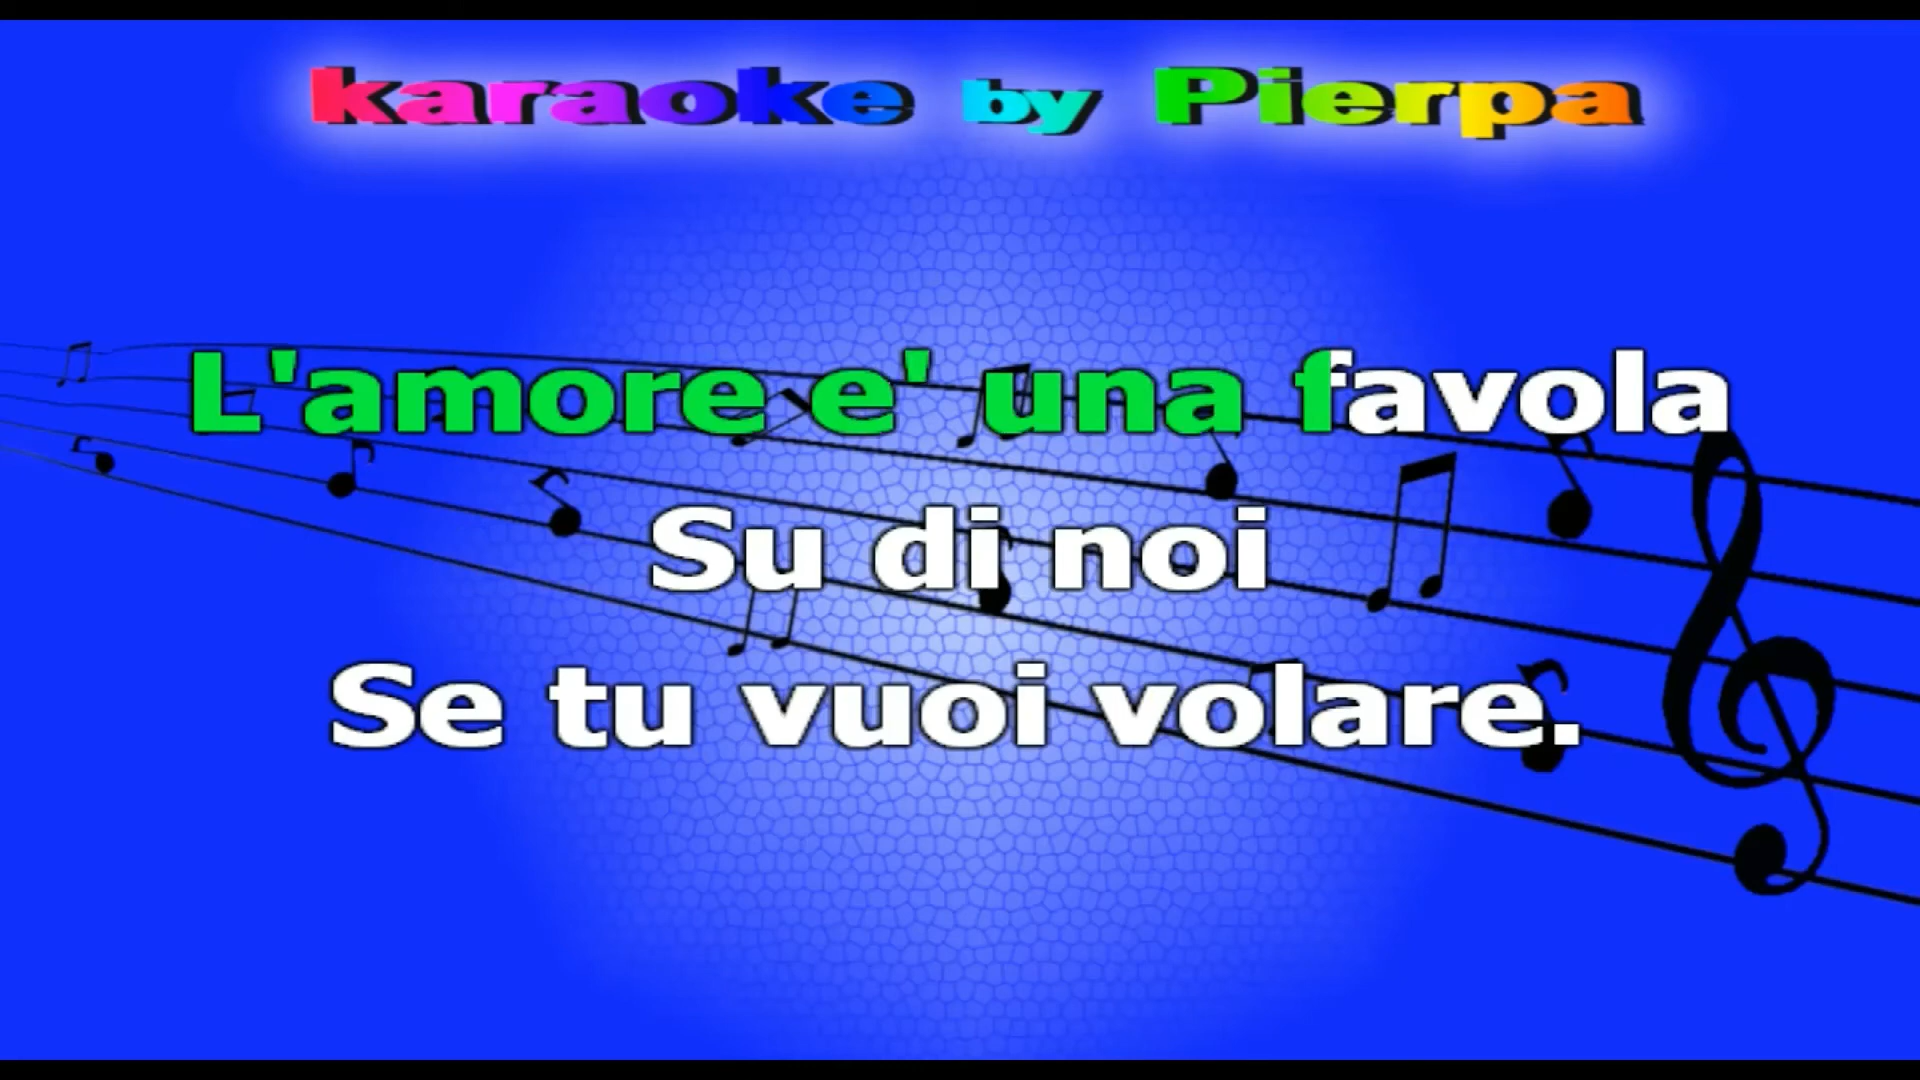 karaoke by Pierpa
L'amore e' una favola
Su di noi
Se tu vuoi volare.